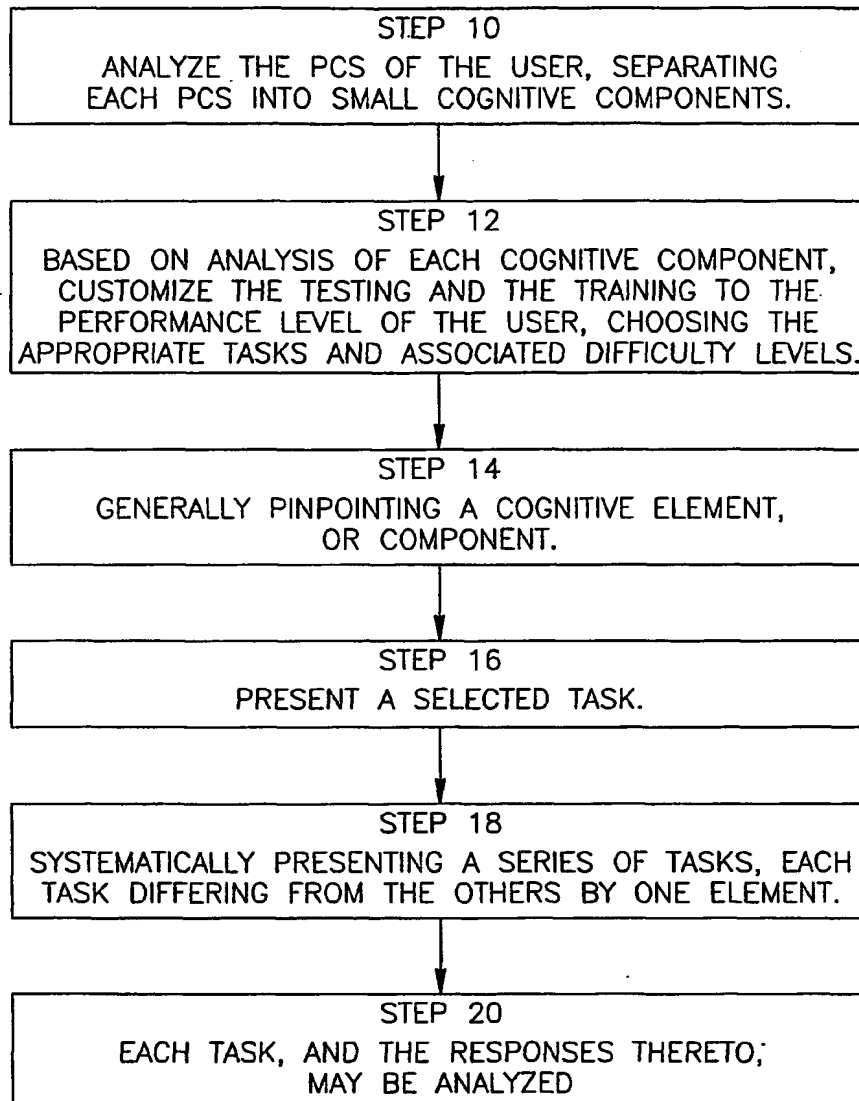 STEP 10
ANALYZE THE PCS OF THE USER, SEPARATING
EACH PCS INTO SMALL COGNITIVE COMPONENTS.
STEP 12
BASED ON ANALYSIS OF EACH COGNITIVE COMPONENT,
CUSTOMIZE THE TESTING AND THE TRAINING TO THE
PERFORMANCE LEVEL OF THE USER, CHOOSING THE
APPROPRIATE TASKS AND ASSOCIATED DIFFICULTY LEVELS.
STEP 14
GENERALLY PINPOINTING A COGNITIVE ELEMENT,
OR COMPONENT.
STEP 16
PRESENT A SELECTED TASK.
STEP 18
SYSTEMATICALLY PRESENTING A SERIES OF TASKS, EACH
TASK DIFFERING FROM THE OTHERS BY ONE ELEMENT.
STEP 20
EACH TASK, AND THE RESPONSES THERETO,
MAY BE ANALYZED